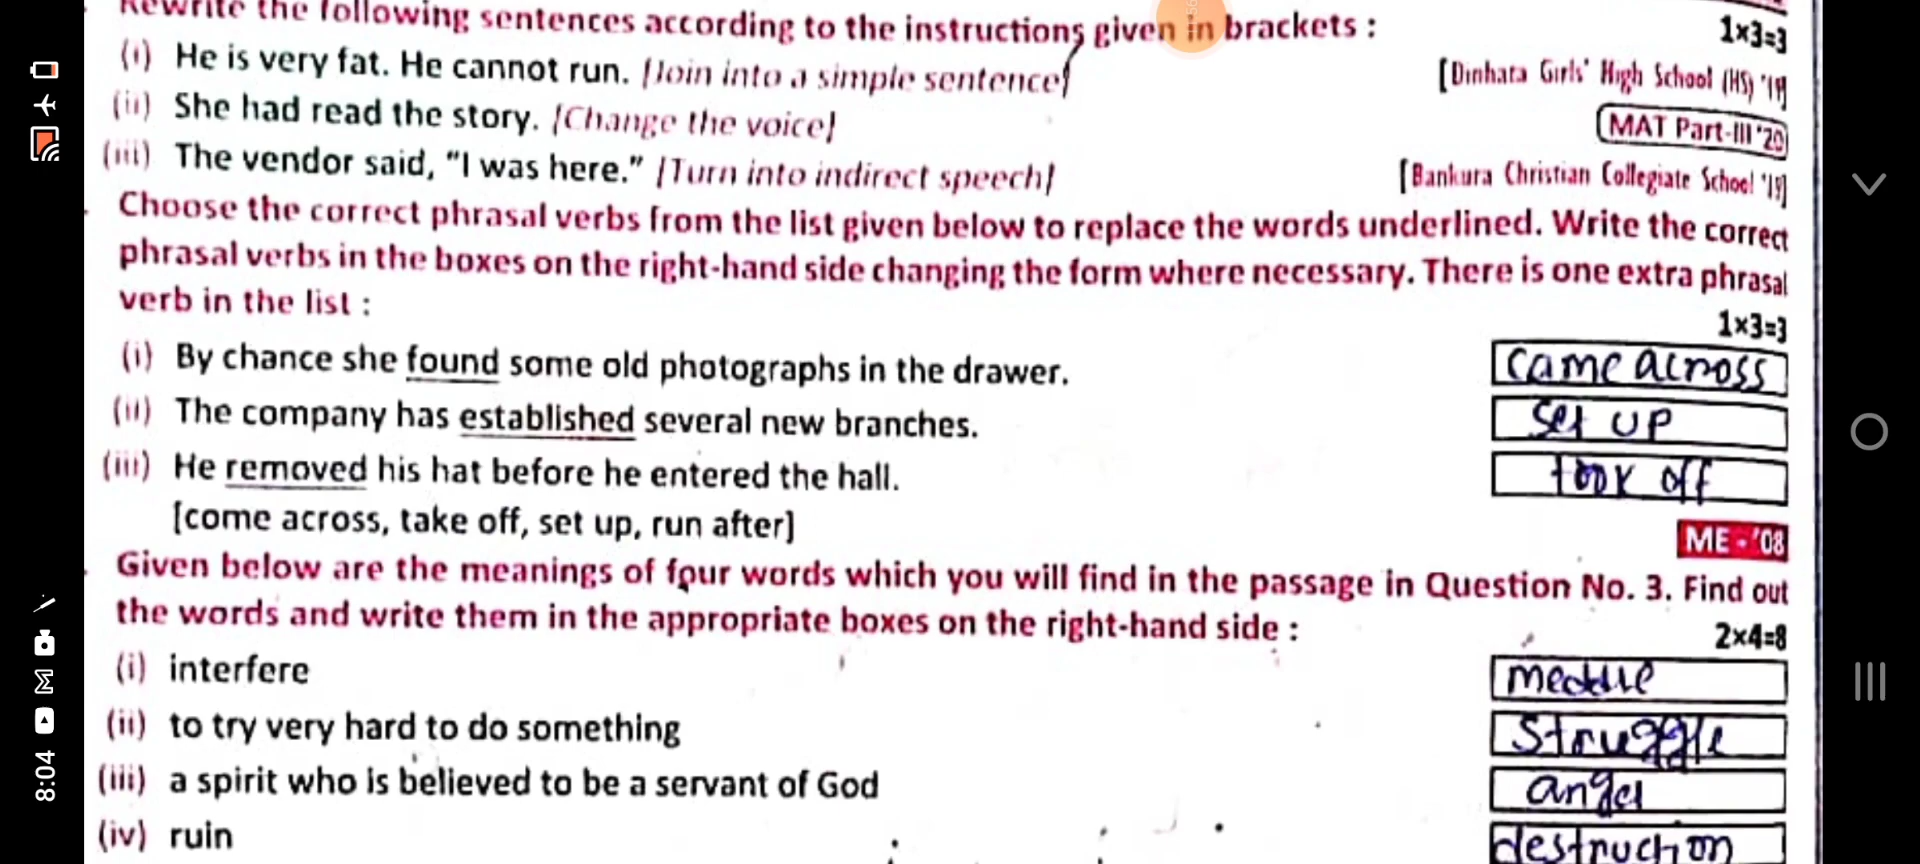 Rewrite the following sentences according to the instructions given in brackets : 1×3=3
(i) He is very fat. He cannot run. [Join into a simple sentence] [Dinhata Girls' High School (HS) '19]
(ii) She had read the story. [Change the voice] MAT Part-III '20
(iii) The vendor said, “I was here.” [Turn into indirect speech] [Bankura Christian Collegiate School '19]
Choose the correct phrasal verbs from the list given below to replace the words underlined. Write the correct
phrasal verbs in the boxes on the right-hand side changing the form where necessary. There is one extra phrasal
verb in the list :
1×3=3
(i) By chance she found some old photographs in the drawer. came across
(ii) The company has established several new branches. set up
(iii) He removed his hat before he entered the hall. took off
[come across, take off, set up, run after] ME - '08
Given below are the meanings of four words which you will find in the passage in Question No. 3. Find out
the words and write them in the appropriate boxes on the right-hand side : 2×4=8
(i) interfere meddle
(ii) to try very hard to do something struggle
(iii) a spirit who is believed to be a servant of God angel
(iv) ruin destruction
8:04